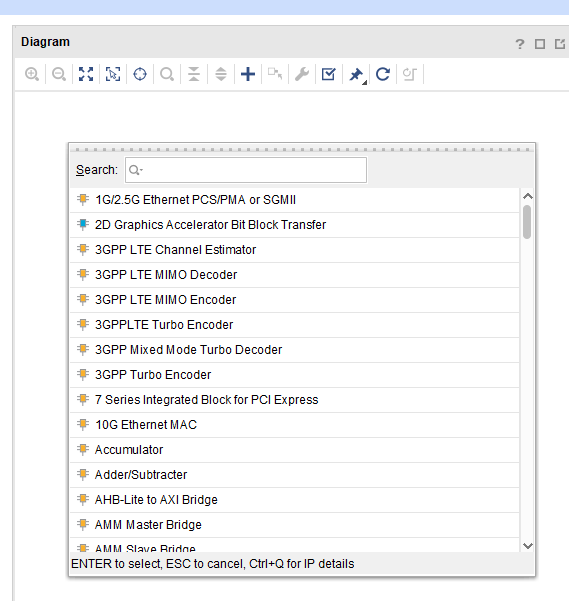 Diagram
?
Search:
1G/2.5G Ethernet PCS/PMA or SGMII
2D Graphics Accelerator Bit Block Transfer
3GPP LTE Channel Estimator
3GPP LTE MIMO Decoder
3GPP LTE MIMO Encoder
3GPPLTE Turbo Encoder
3GPP Mixed Mode Turbo Decoder
3GPP Turbo Encoder
7 Series Integrated Block for PCI Express
10G Ethernet MAC
Accumulator
Adder/Subtracter
AHB-Lite to AXI Bridge
AMM Master Bridge
AMM Slave Bridge
ENTER to select, ESC to cancel, Ctrl+Q for IP details